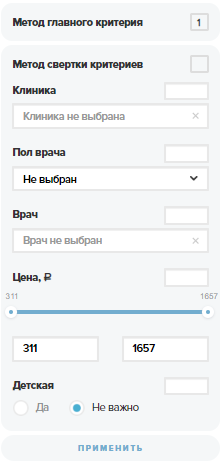 Метод главного критерия 1
Метод свертки критериев
Клиника
Клиника не выбрана ×
Пол врача
Не выбран
Врач
Врач не выбран ×
Цена, ₽
311 1657
311 1657
Детская
Да Не важно
ПРИМЕНИТЬ